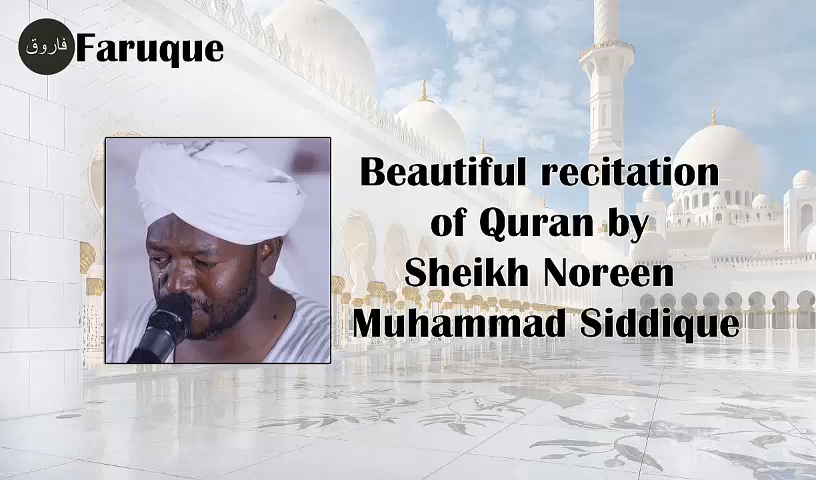 فاروق
Faruque
Beautiful recitation
of Quran by
Sheikh Noreen
Muhammad Siddique